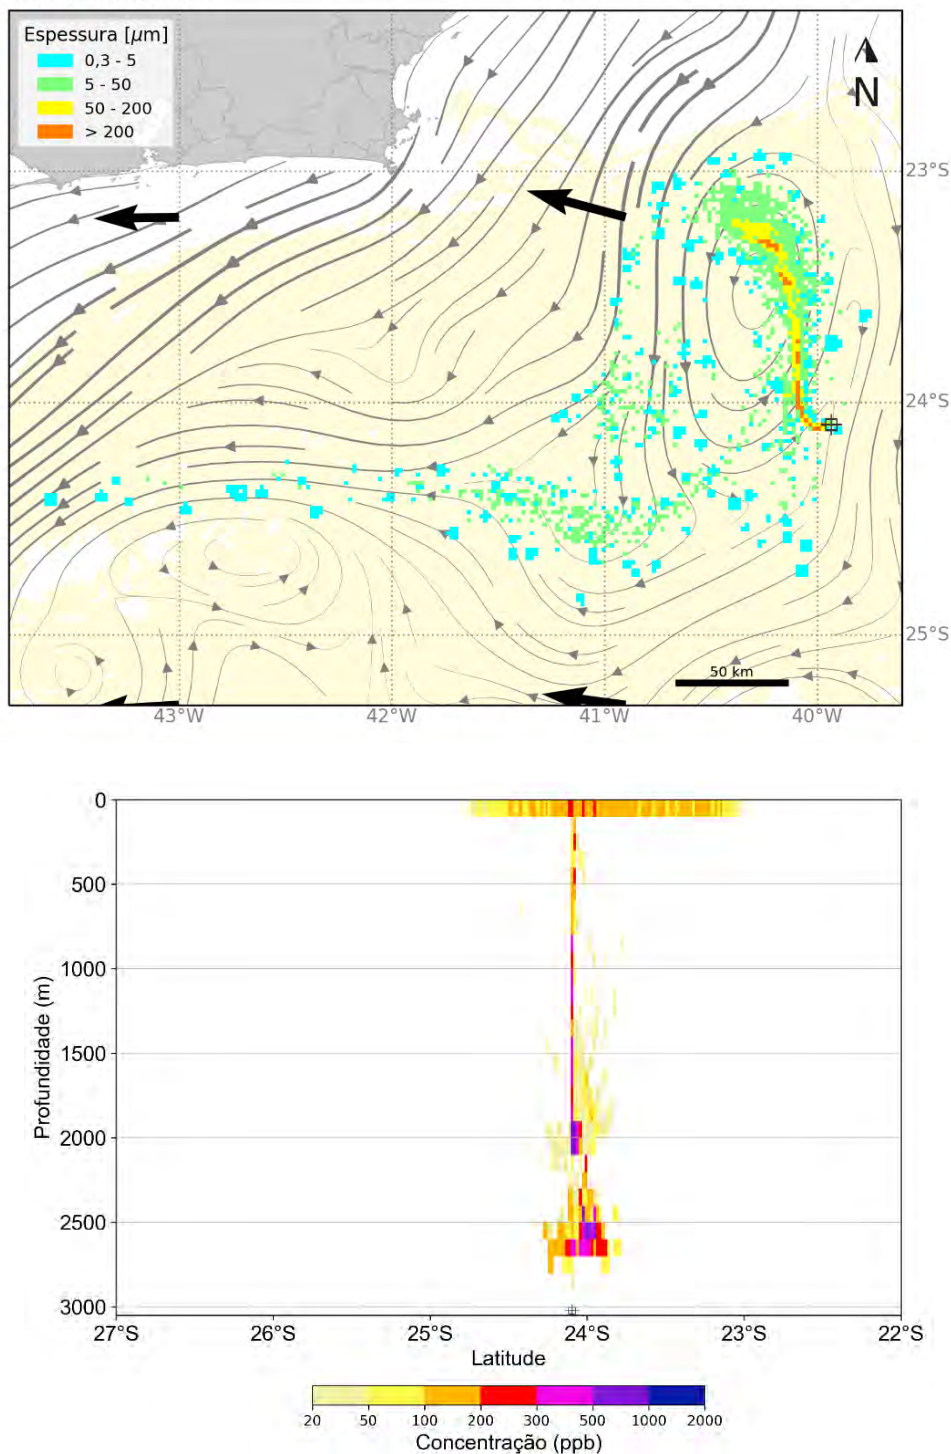 Espessura [μm]
0,3 - 5
5 - 50
50 - 200
> 200
N
23°S
24°S
25°S
50 km
43°W
42°W
41°W
40°W
0
500
1000
1500
2000
2500
3000
Profundidade (m)
27°S
26°S
25°S
24°S
23°S
22°S
Latitude
20
50
100
200
300
500
1000
2000
Concentração (ppb)